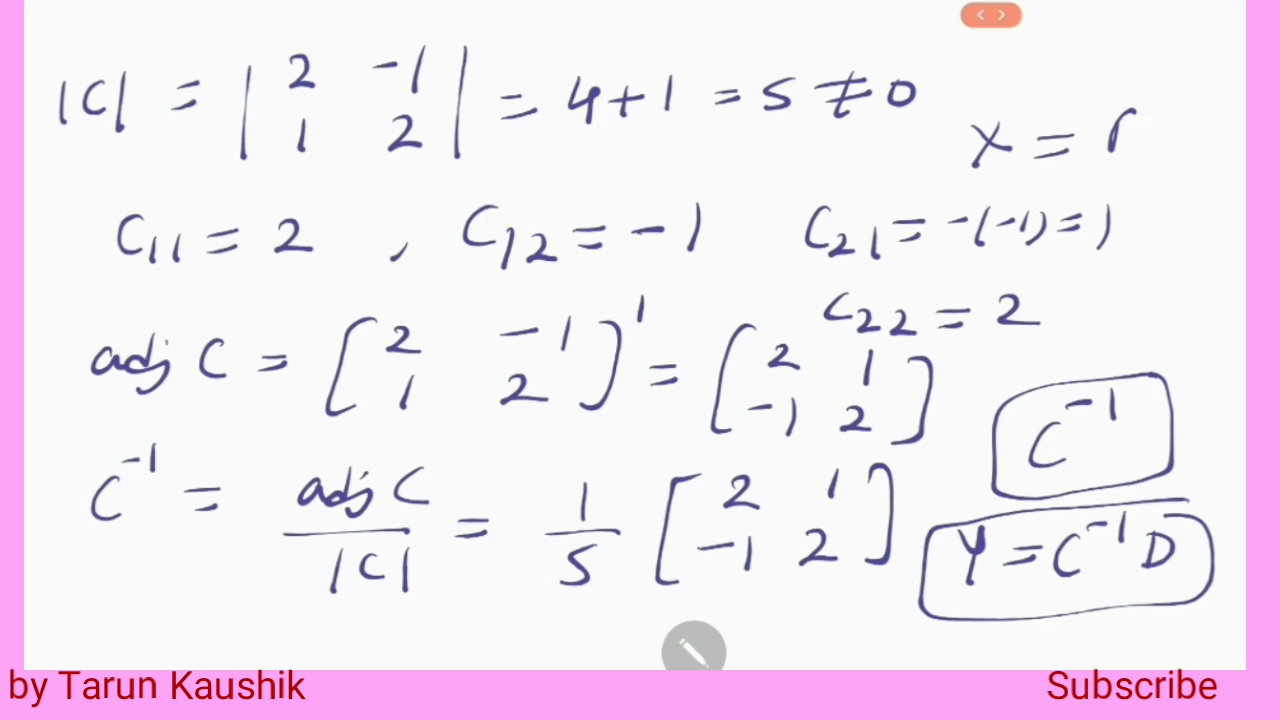 |C| = | 2 -1 | = 4+1 = 5 ≠ 0
| 1 2 |
x = r
C11 = 2 , C12 = -1 C21 = -(-1) = 1
C22 = 2
adj C = [ 2 -1 ]' = [ 2 1 ]
[ 1 2 ] [ -1 2 ]
C^-1
C^-1 = adj C / |C| = 1/5 [ 2 1 ]
[ -1 2 ]
Y = C^-1 D
by Tarun Kaushik
Subscribe